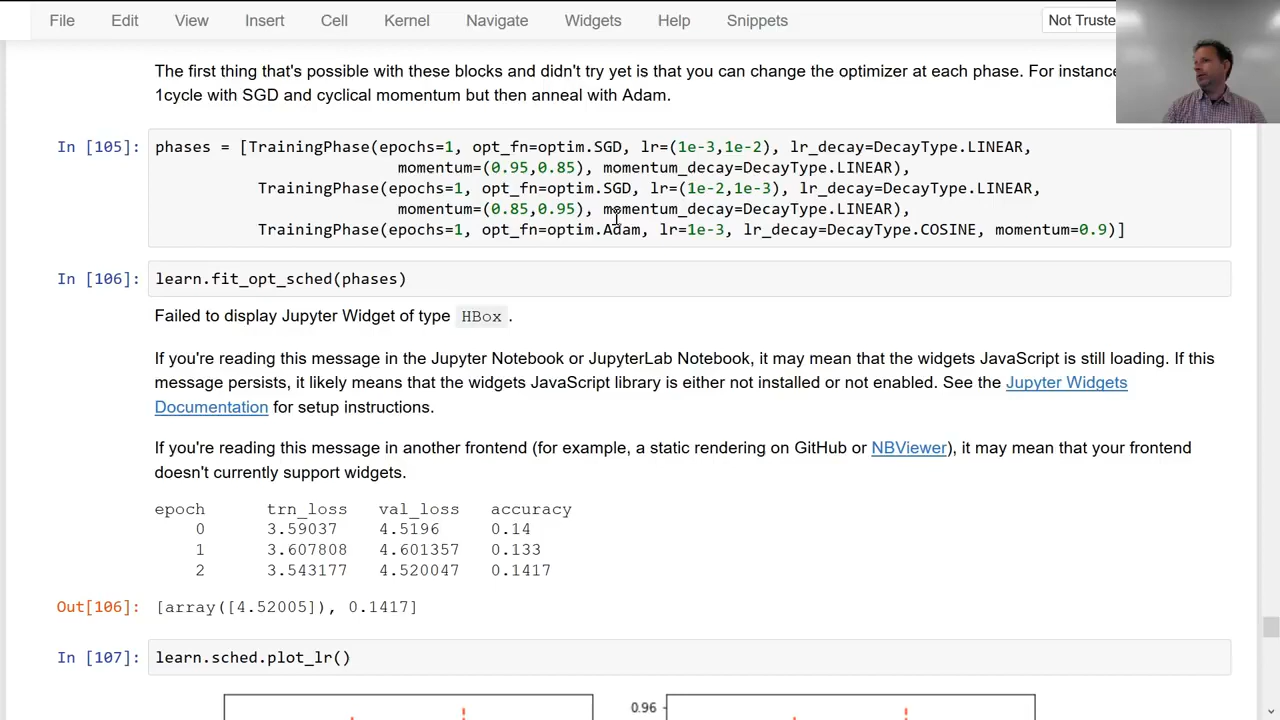 File Edit View Insert Cell Kernel Navigate Widgets Help Snippets Not Truste
The first thing that's possible with these blocks and didn't try yet is that you can change the optimizer at each phase. For instance
1cycle with SGD and cyclical momentum but then anneal with Adam.
In [105]: phases = [TrainingPhase(epochs=1, opt_fn=optim.SGD, lr=(1e-3,1e-2), lr_decay=DecayType.LINEAR,
momentum=(0.95,0.85), momentum_decay=DecayType.LINEAR),
TrainingPhase(epochs=1, opt_fn=optim.SGD, lr=(1e-2,1e-3), lr_decay=DecayType.LINEAR,
momentum=(0.85,0.95), momentum_decay=DecayType.LINEAR),
TrainingPhase(epochs=1, opt_fn=optim.Adam, lr=1e-3, lr_decay=DecayType.COSINE, momentum=0.9)]
In [106]: learn.fit_opt_sched(phases)
Failed to display Jupyter Widget of type HBox.
If you're reading this message in the Jupyter Notebook or JupyterLab Notebook, it may mean that the widgets JavaScript is still loading. If this
message persists, it likely means that the widgets JavaScript library is either not installed or not enabled. See the Jupyter Widgets
Documentation for setup instructions.
If you're reading this message in another frontend (for example, a static rendering on GitHub or NBViewer), it may mean that your frontend
doesn't currently support widgets.
epoch trn_loss val_loss accuracy
0 3.59037 4.5196 0.14
1 3.607808 4.601357 0.133
2 3.543177 4.520047 0.1417
Out[106]: [array([4.52005]), 0.1417]
In [107]: learn.sched.plot_lr()
0.96